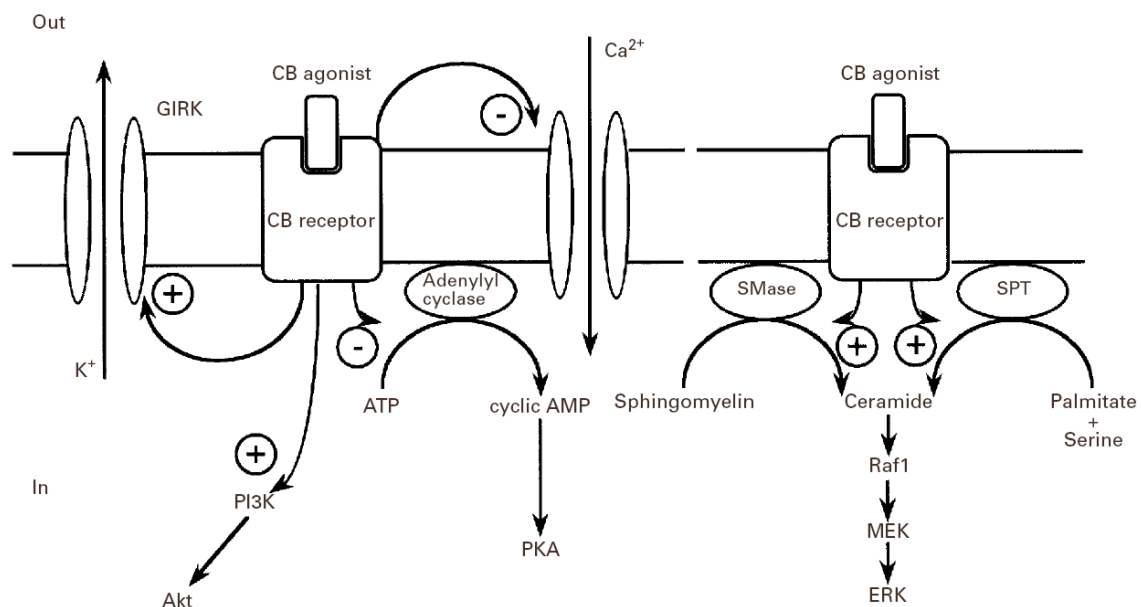 Out
Ca²⁺
CB agonist
CB agonist
GIRK
-
CB receptor
CB receptor
+
Adenylyl
cyclase
SMase
SPT
-
+
+
K⁺
ATP
cyclic AMP
Sphingomyelin
Ceramide
Palmitate
+
Serine
+
Raf1
In
PI3K
MEK
PKA
Akt
ERK